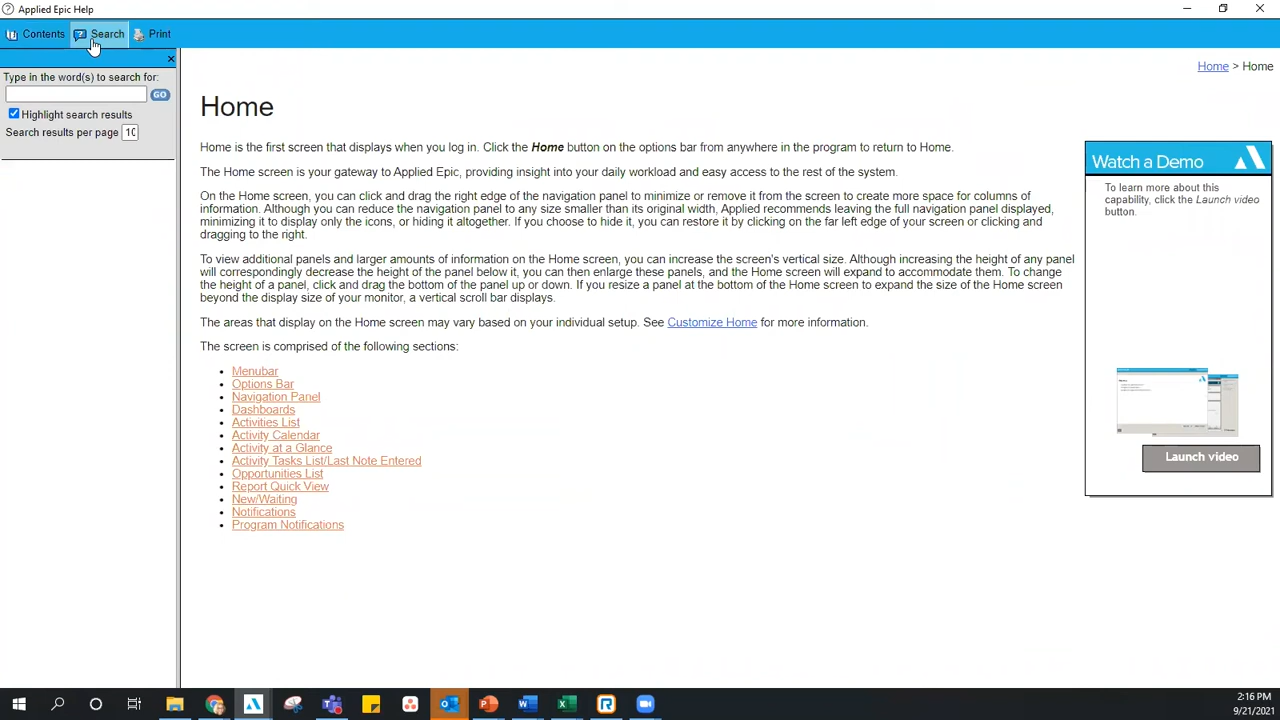 Applied Epic Help
Contents Search Print
Type in the word(s) to search for:
GO
Highlight search results
Search results per page 10
Home > Home
Home
Home is the first screen that displays when you log in. Click the Home button on the options bar from anywhere in the program to return to Home.
The Home screen is your gateway to Applied Epic, providing insight into your daily workload and easy access to the rest of the system.
On the Home screen, you can click and drag the right edge of the navigation panel to minimize or remove it from the screen to create more space for columns of
information. Although you can reduce the navigation panel to any size smaller than its original width, Applied recommends leaving the full navigation panel displayed,
minimizing it to display only the icons, or hiding it altogether. If you choose to hide it, you can restore it by clicking on the far left edge of your screen or clicking and
dragging to the right.
To view additional panels and larger amounts of information on the Home screen, you can increase the screen's vertical size. Although increasing the height of any panel
will correspondingly decrease the height of the panel below it, you can then enlarge these panels, and the Home screen will expand to accommodate them. To change
the height of a panel, click and drag the bottom of the panel up or down. If you resize a panel at the bottom of the Home screen to expand the size of the Home screen
beyond the display size of your monitor, a vertical scroll bar displays.
The areas that display on the Home screen may vary based on your individual setup. See Customize Home for more information.
The screen is comprised of the following sections:
• Menubar
• Options Bar
• Navigation Panel
• Dashboards
• Activities List
• Activity Calendar
• Activity at a Glance
• Activity Tasks List/Last Note Entered
• Opportunities List
• Report Quick View
• New/Waiting
• Notifications
• Program Notifications
Watch a Demo
To learn more about this
capability, click the Launch video
button.
Launch video
2:16 PM
9/21/2021